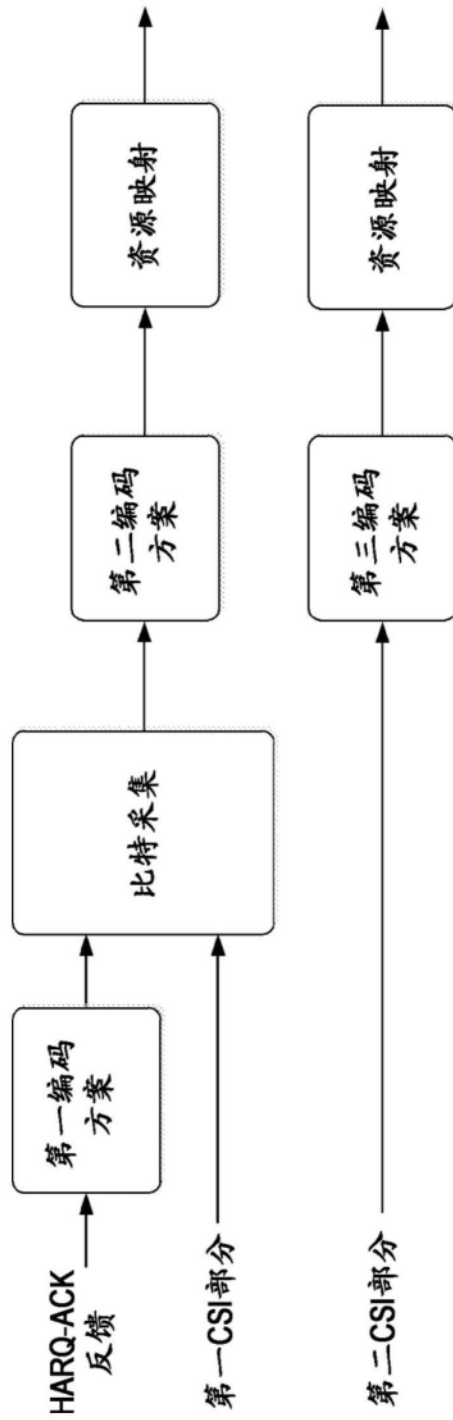 HARQ-ACK
反馈
第一编码
方案
第一CSI部分
比特采集
第二编码
方案
资源映射
第二CSI部分
第三编码
方案
资源映射